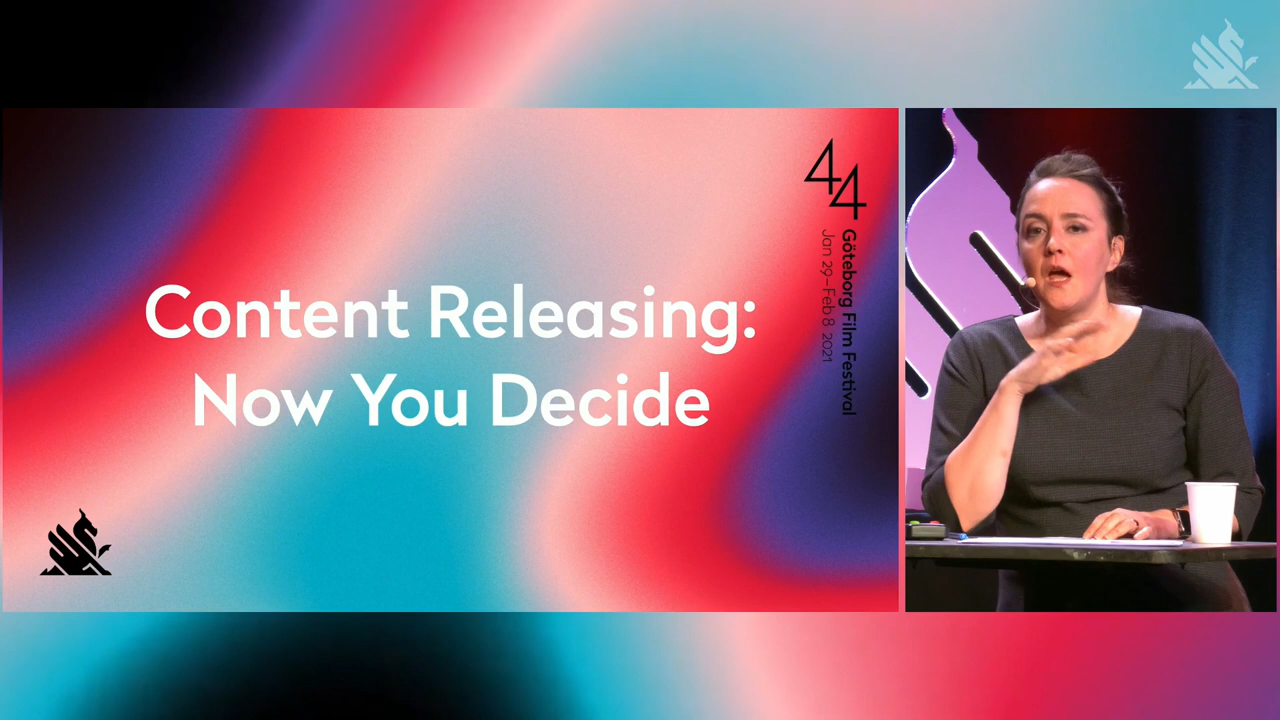 Content Releasing:
Now You Decide
44
Göteborg Film Festival
Jan 29–Feb 8 2021